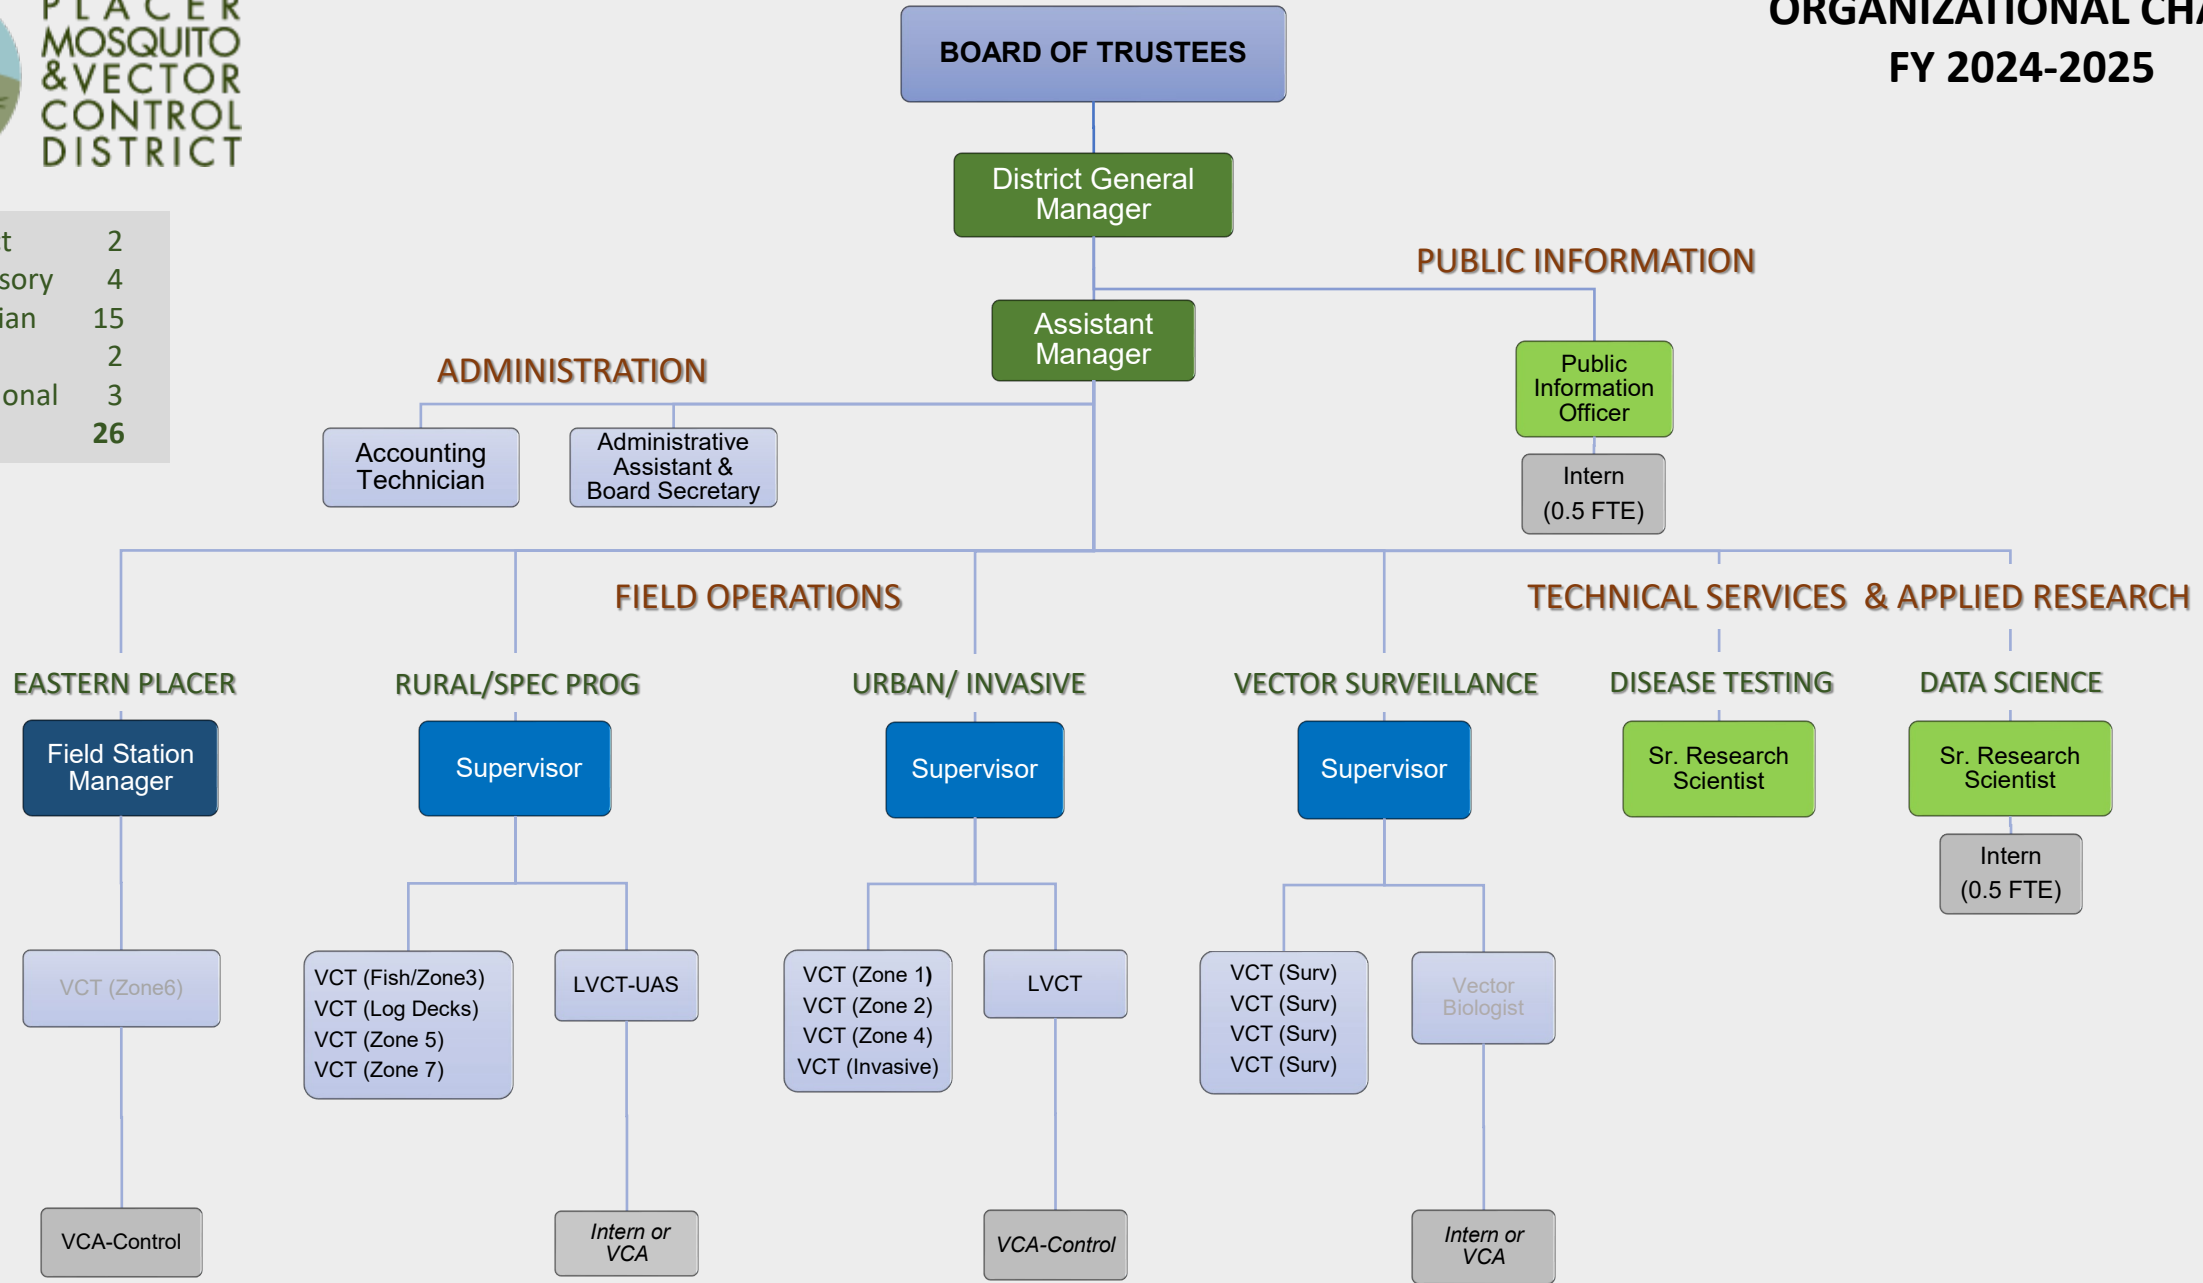 PLACER
MOSQUITO
&VECTOR
CONTROL
DISTRICT
ORGANIZATIONAL
FY 2024-2025
BOARD OF TRUSTEES
District General
Manager
2
4
15
2
3
26
PUBLIC INFORMATION
Assistant
Manager
Public
Information
Officer
Intern
(0.5 FTE)
ADMINISTRATION
Accounting
Technician
Administrative
Assistant &
Board Secretary
FIELD OPERATIONS
TECHNICAL SERVICES & APPLIED RESEARCH
EASTERN PLACER
RURAL/SPEC PROG
URBAN/ INVASIVE
VECTOR SURVEILLANCE
DISEASE TESTING
DATA SCIENCE
Field Station
Manager
Supervisor
Supervisor
Supervisor
Sr. Research
Scientist
Sr. Research
Scientist
Intern
(0.5 FTE)
VCT (Zone6)
VCT (Fish/Zone3)
VCT (Log Decks)
VCT (Zone 5)
VCT (Zone 7)
LVCT-UAS
VCT (Zone 1)
VCT (Zone 2)
VCT (Zone 4)
VCT (Invasive)
LVCT
VCT (Surv)
VCT (Surv)
VCT (Surv)
VCT (Surv)
Vector
Biologist
VCA-Control
Intern or
VCA
VCA-Control
Intern or
VCA